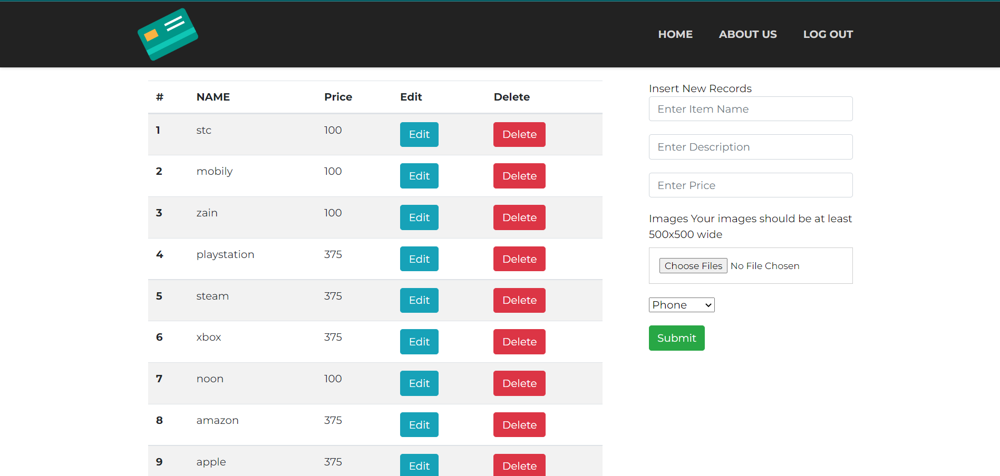 HOME ABOUT US LOG OUT
# NAME Price Edit Delete
1 stc 100 Edit Delete
2 mobily 100 Edit Delete
3 zain 100 Edit Delete
4 playstation 375 Edit Delete
5 steam 375 Edit Delete
6 xbox 375 Edit Delete
7 noon 100 Edit Delete
8 amazon 375 Edit Delete
9 apple 375 Edit Delete
Insert New Records
Enter Item Name
Enter Description
Enter Price
Images Your images should be at least
500x500 wide
Choose Files No File Chosen
Phone
Submit